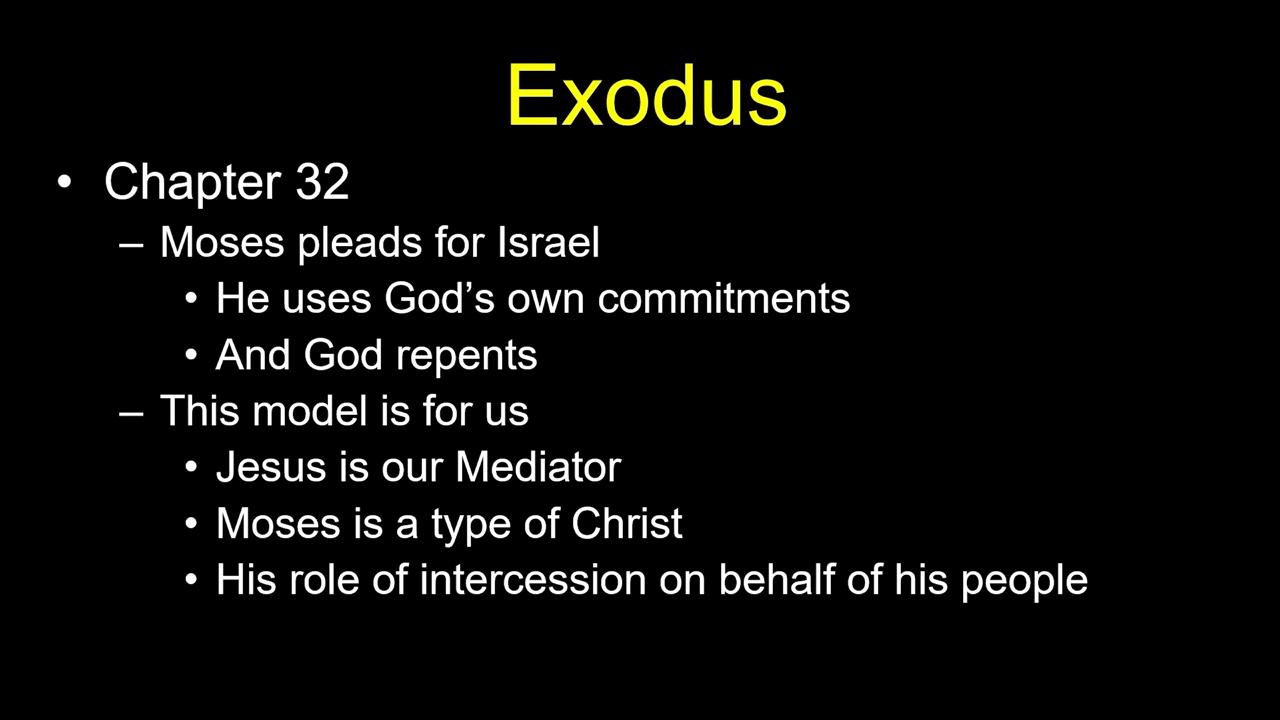 Exodus
• Chapter 32
– Moses pleads for Israel
• He uses God’s own commitments
• And God repents
– This model is for us
• Jesus is our Mediator
• Moses is a type of Christ
• His role of intercession on behalf of his people